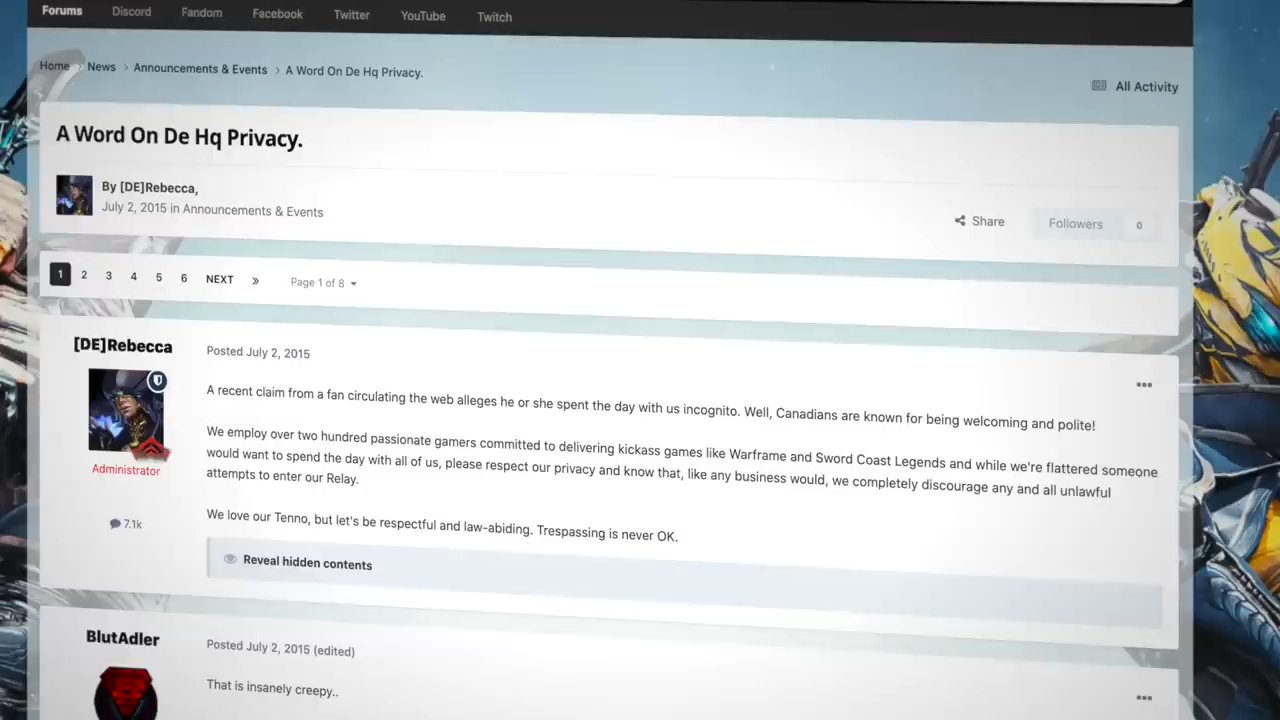 Forums Discord Fandom Facebook Twitter YouTube Twitch
Home > News > Announcements & Events > A Word On De Hq Privacy.
All Activity
A Word On De Hq Privacy.
By [DE]Rebecca,
July 2, 2015 in Announcements & Events
Share
Followers 0
1 2 3 4 5 6 NEXT » Page 1 of 8
[DE]Rebecca
Posted July 2, 2015
A recent claim from a fan circulating the web alleges he or she spent the day with us incognito. Well, Canadians are known for being welcoming and polite!
We employ over two hundred passionate gamers committed to delivering kickass games like Warframe and Sword Coast Legends and while we're flattered someone
would want to spend the day with all of us, please respect our privacy and know that, like any business would, we completely discourage any and all unlawful
attempts to enter our Relay.
Administrator
7.1k
We love our Tenno, but let's be respectful and law-abiding. Trespassing is never OK.
Reveal hidden contents
BlutAdler
Posted July 2, 2015 (edited)
That is insanely creepy..